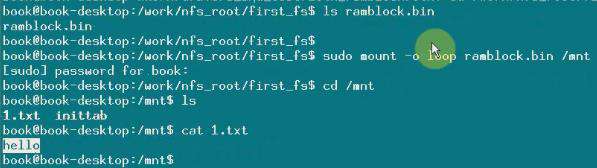 book@book-desktop:/work/nfs_root/first_fs$ ls ramblock.bin
ramblock.bin
book@book-desktop:/work/nfs_root/first_fs$
book@book-desktop:/work/nfs_root/first_fs$ sudo mount -o loop ramblock.bin /mnt
[sudo] password for book:
book@book-desktop:/work/nfs_root/first_fs$ cd /mnt
book@book-desktop:/mnt$ ls
1.txt  inittab
book@book-desktop:/mnt$ cat 1.txt
hello
book@book-desktop:/mnt$